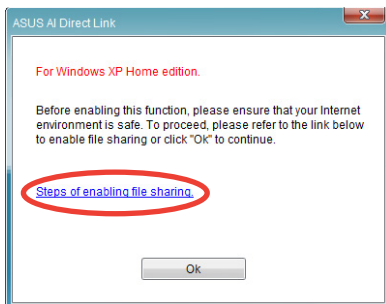 ASUS AI Direct Link
For Windows XP Home edition.
Before enabling this function, please ensure that your Internet
environment is safe. To proceed, please refer to the link below
to enable file sharing or click "Ok" to continue.
Steps of enabling file sharing.
Ok